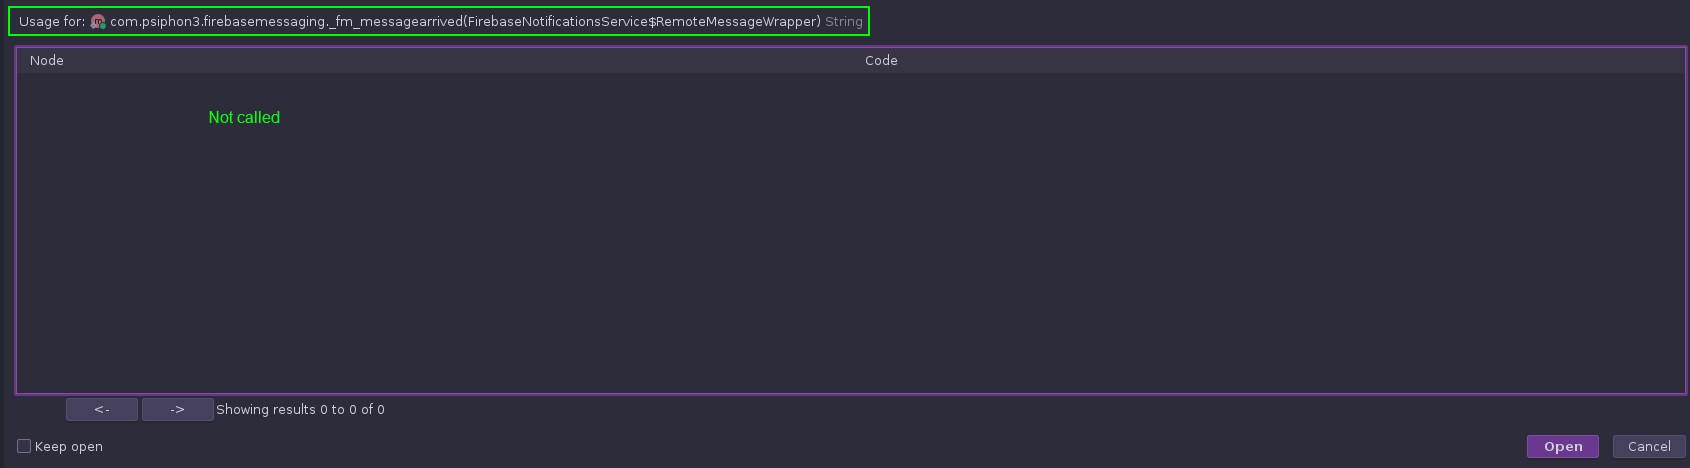 Usage for: m com.psiphon3.firebasemessaging._fm_messagearrived(FirebaseNotificationsService$RemoteMessageWrapper) String
Node Code
Not called
<- -> Showing results 0 to 0 of 0
Keep open Open Cancel